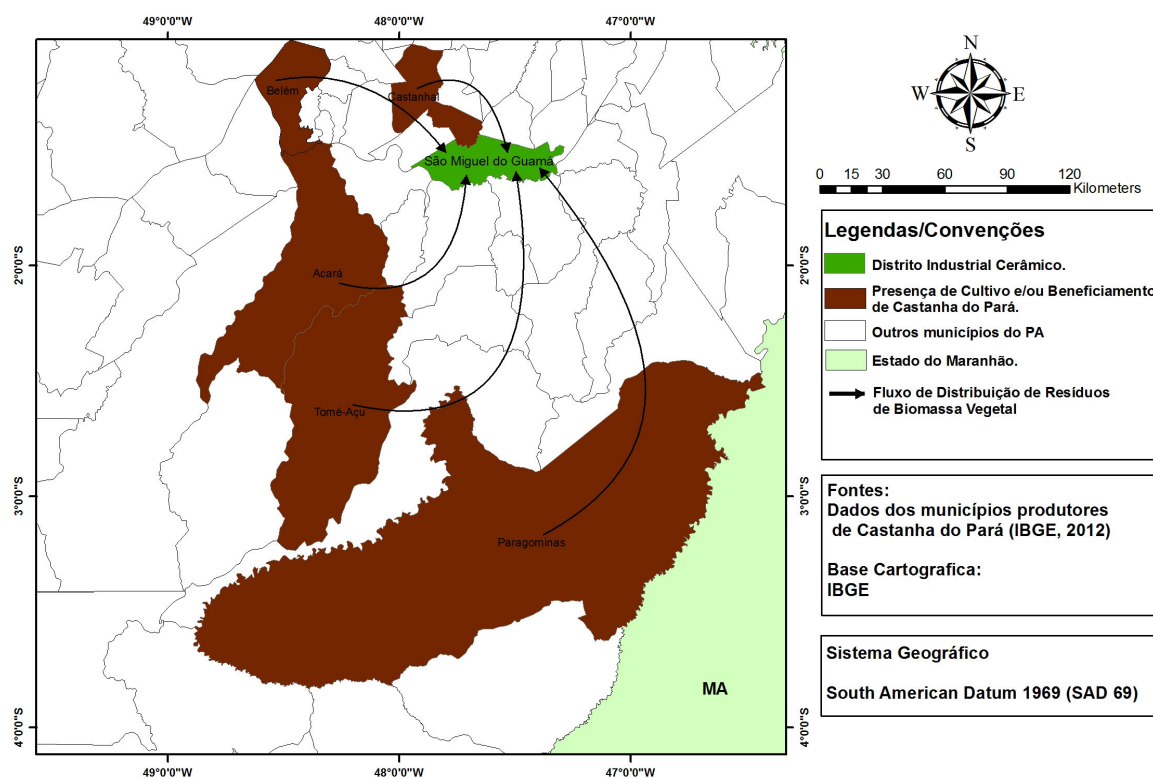 49°0'0"W
48°0'0"W
47°0'0"W
2°0'0"S
3°0'0"S
4°0'0"S
Belém
Castanhal
São Miguel do Guamá
Acará
Tomé-Açu
Paragominas
MA
2°0'0"S
3°0'0"S
4°0'0"S
49°0'0"W
48°0'0"W
47°0'0"W
N
W
E
S
0 15 30 60 90 120
Kilometers
Legendas/Convenções
Distrito Industrial Cerâmico.
Presença de Cultivo e/ou Beneficiamento
de Castanha do Pará.
Outros municípios do PA
Estado do Maranhão.
Fluxo de Distribuição de Resíduos
de Biomassa Vegetal
Fontes:
Dados dos municípios produtores
de Castanha do Pará (IBGE, 2012)
Base Cartografica:
IBGE
Sistema Geográfico
South American Datum 1969 (SAD 69)